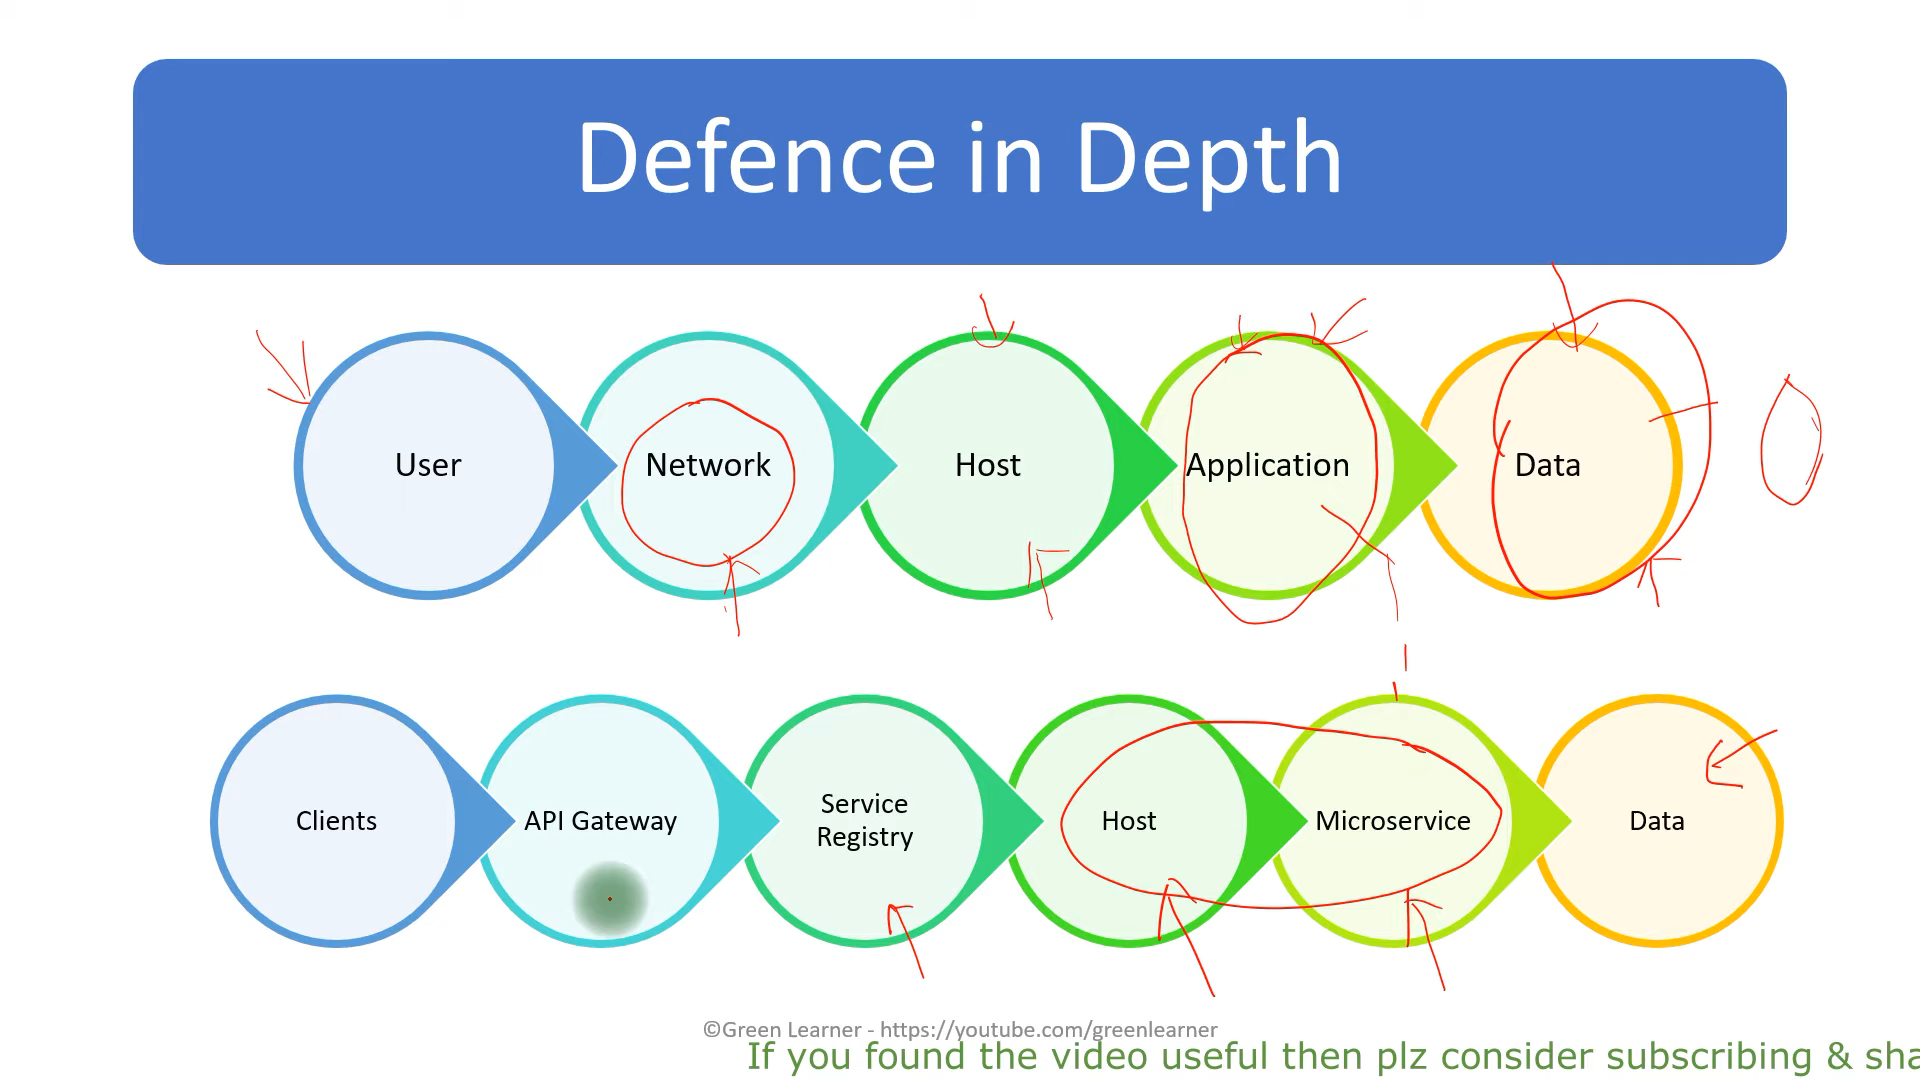 Defence in Depth
User
Network
Host
Application
Data
Clients
API Gateway
Service
Registry
Host
Microservice
Data
©Green Learner - https://youtube.com/greenlearner
If you found the video useful then plz consider subscribing & sha